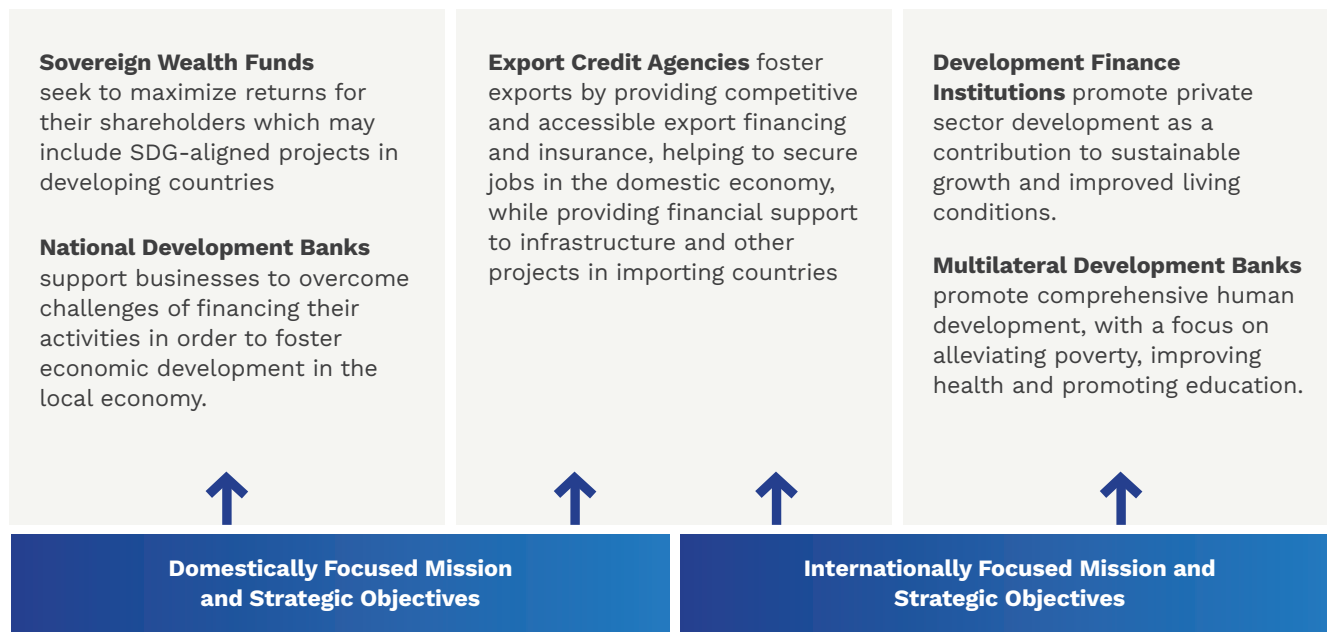 Sovereign Wealth Funds
seek to maximize returns for
their shareholders which may
include SDG-aligned projects in
developing countries
National Development Banks
support businesses to overcome
challenges of financing their
activities in order to foster
economic development in the
local economy.
Export Credit Agencies foster
exports by providing competitive
and accessible export financing
and insurance, helping to secure
jobs in the domestic economy,
while providing financial support
to infrastructure and other
projects in importing countries
Development Finance
Institutions promote private
sector development as a
contribution to sustainable
growth and improved living
conditions.
Multilateral Development Banks
promote comprehensive human
development, with a focus on
alleviating poverty, improving
health and promoting education.
Domestically Focused Mission
and Strategic Objectives
Internationally Focused Mission and
Strategic Objectives